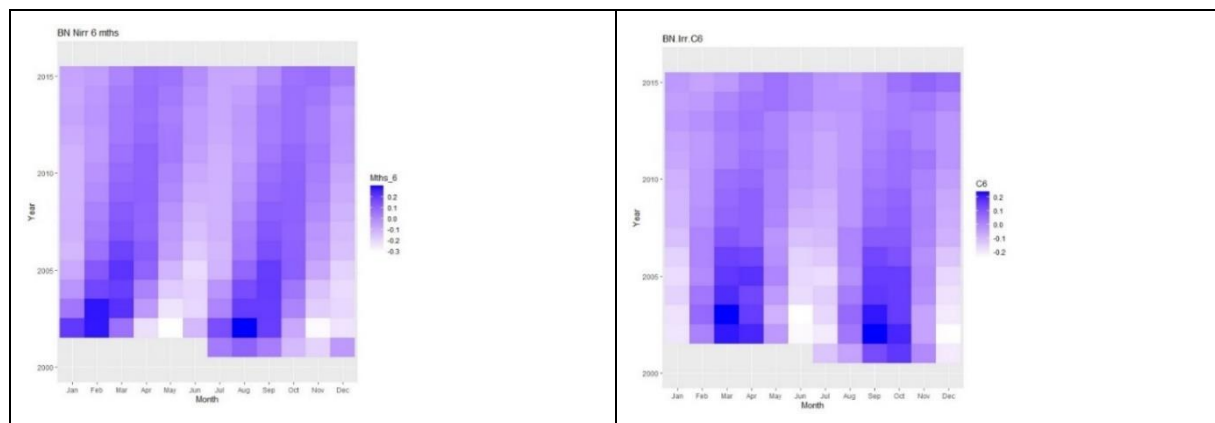 BN Nirr 6 mths
2015
2010
2005
2000
Year
Jan Feb Mar Apr May Jun Jul Aug Sep Oct Nov Dec
Month
Mths_6
0.2
0.1
0.0
-0.1
-0.2
-0.3
BN.Irr.C6
2015
2010
2005
2000
Year
Jan Feb Mar Apr May Jun Jul Aug Sep Oct Nov Dec
Month
C6
0.2
0.1
0.0
-0.1
-0.2